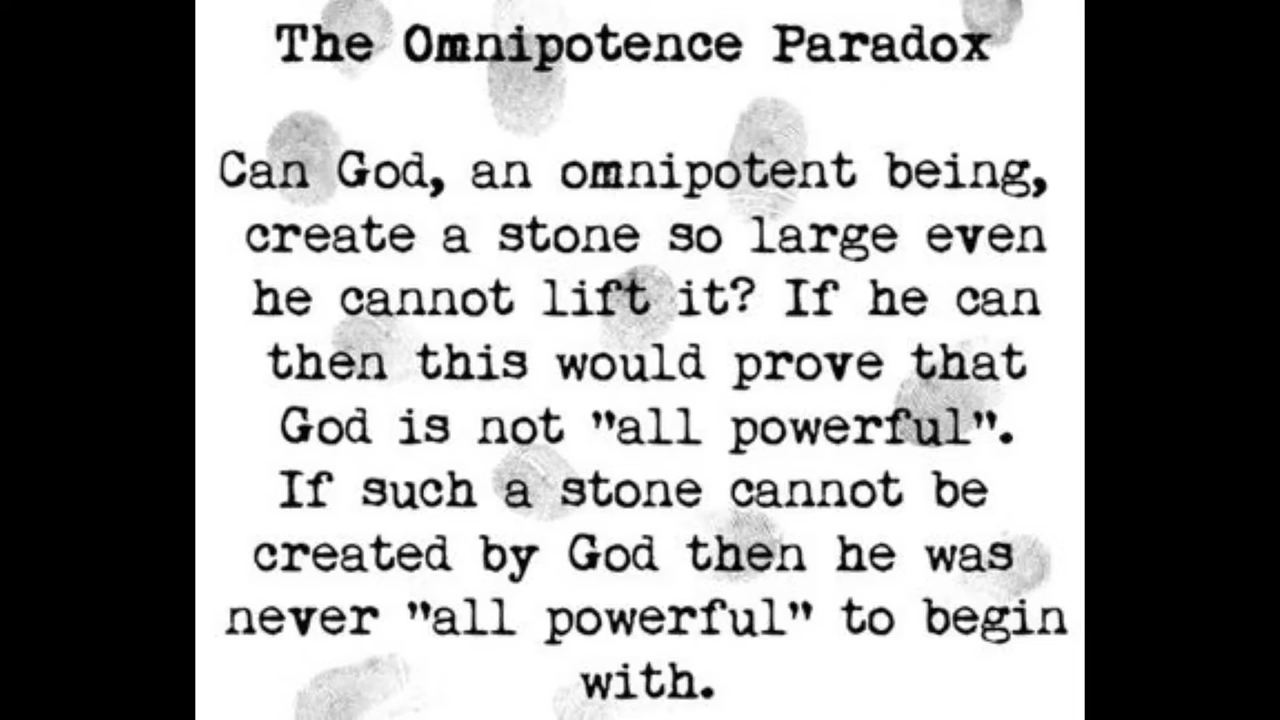 The Omnipotence Paradox
Can God, an omnipotent being,
create a stone so large even
he cannot lift it? If he can
then this would prove that
God is not "all powerful".
If such a stone cannot be
created by God then he was
never "all powerful" to begin
with.